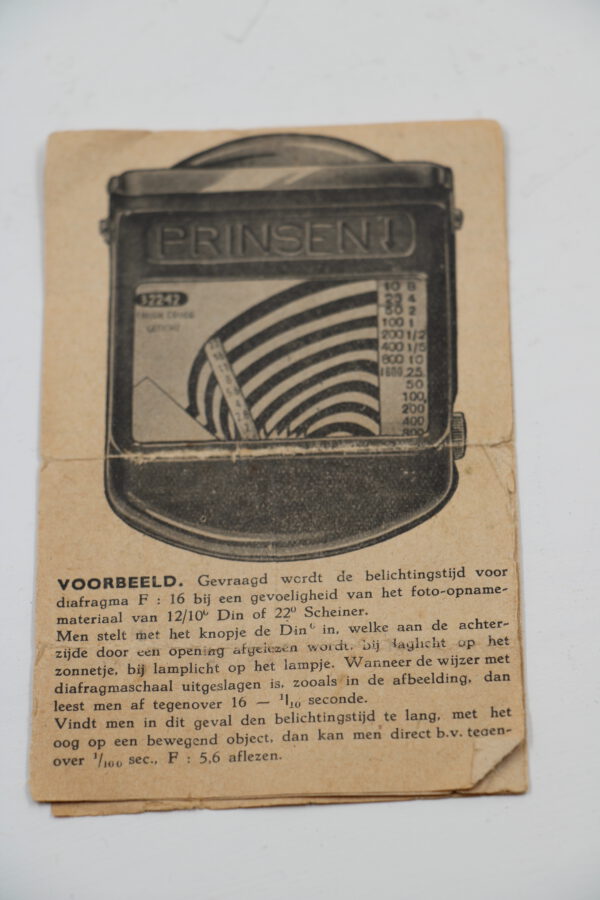 PRINSEN
52242
10 8
25 4
50 2
100 1
200 1/2
400 1/5
800 10
1600 25
50
100
200
400
800
VOORBEELD. Gevraagd wordt de belichtingstijd voor
diafragma F : 16 bij een gevoeligheid van het foto-opname-
materiaal van 12/10⁰ Din of 22⁰ Scheiner.
Men stelt met het knopje de Din⁰ in, welke aan de achter-
zijde door een opening afgelezen wordt, bij daglicht op het
zonnetje, bij lamplicht op het lampje. Wanneer de wijzer met
diafragmaschaal uitgeslagen is, zooals in de afbeelding, dan
leest men af tegenover 16 — 1/10 seconde.
Vindt men in dit geval den belichtingstijd te lang, met het
oog op een bewegend object, dan kan men direct b.v. tegen-
over 1/100 sec., F : 5,6 aflezen.